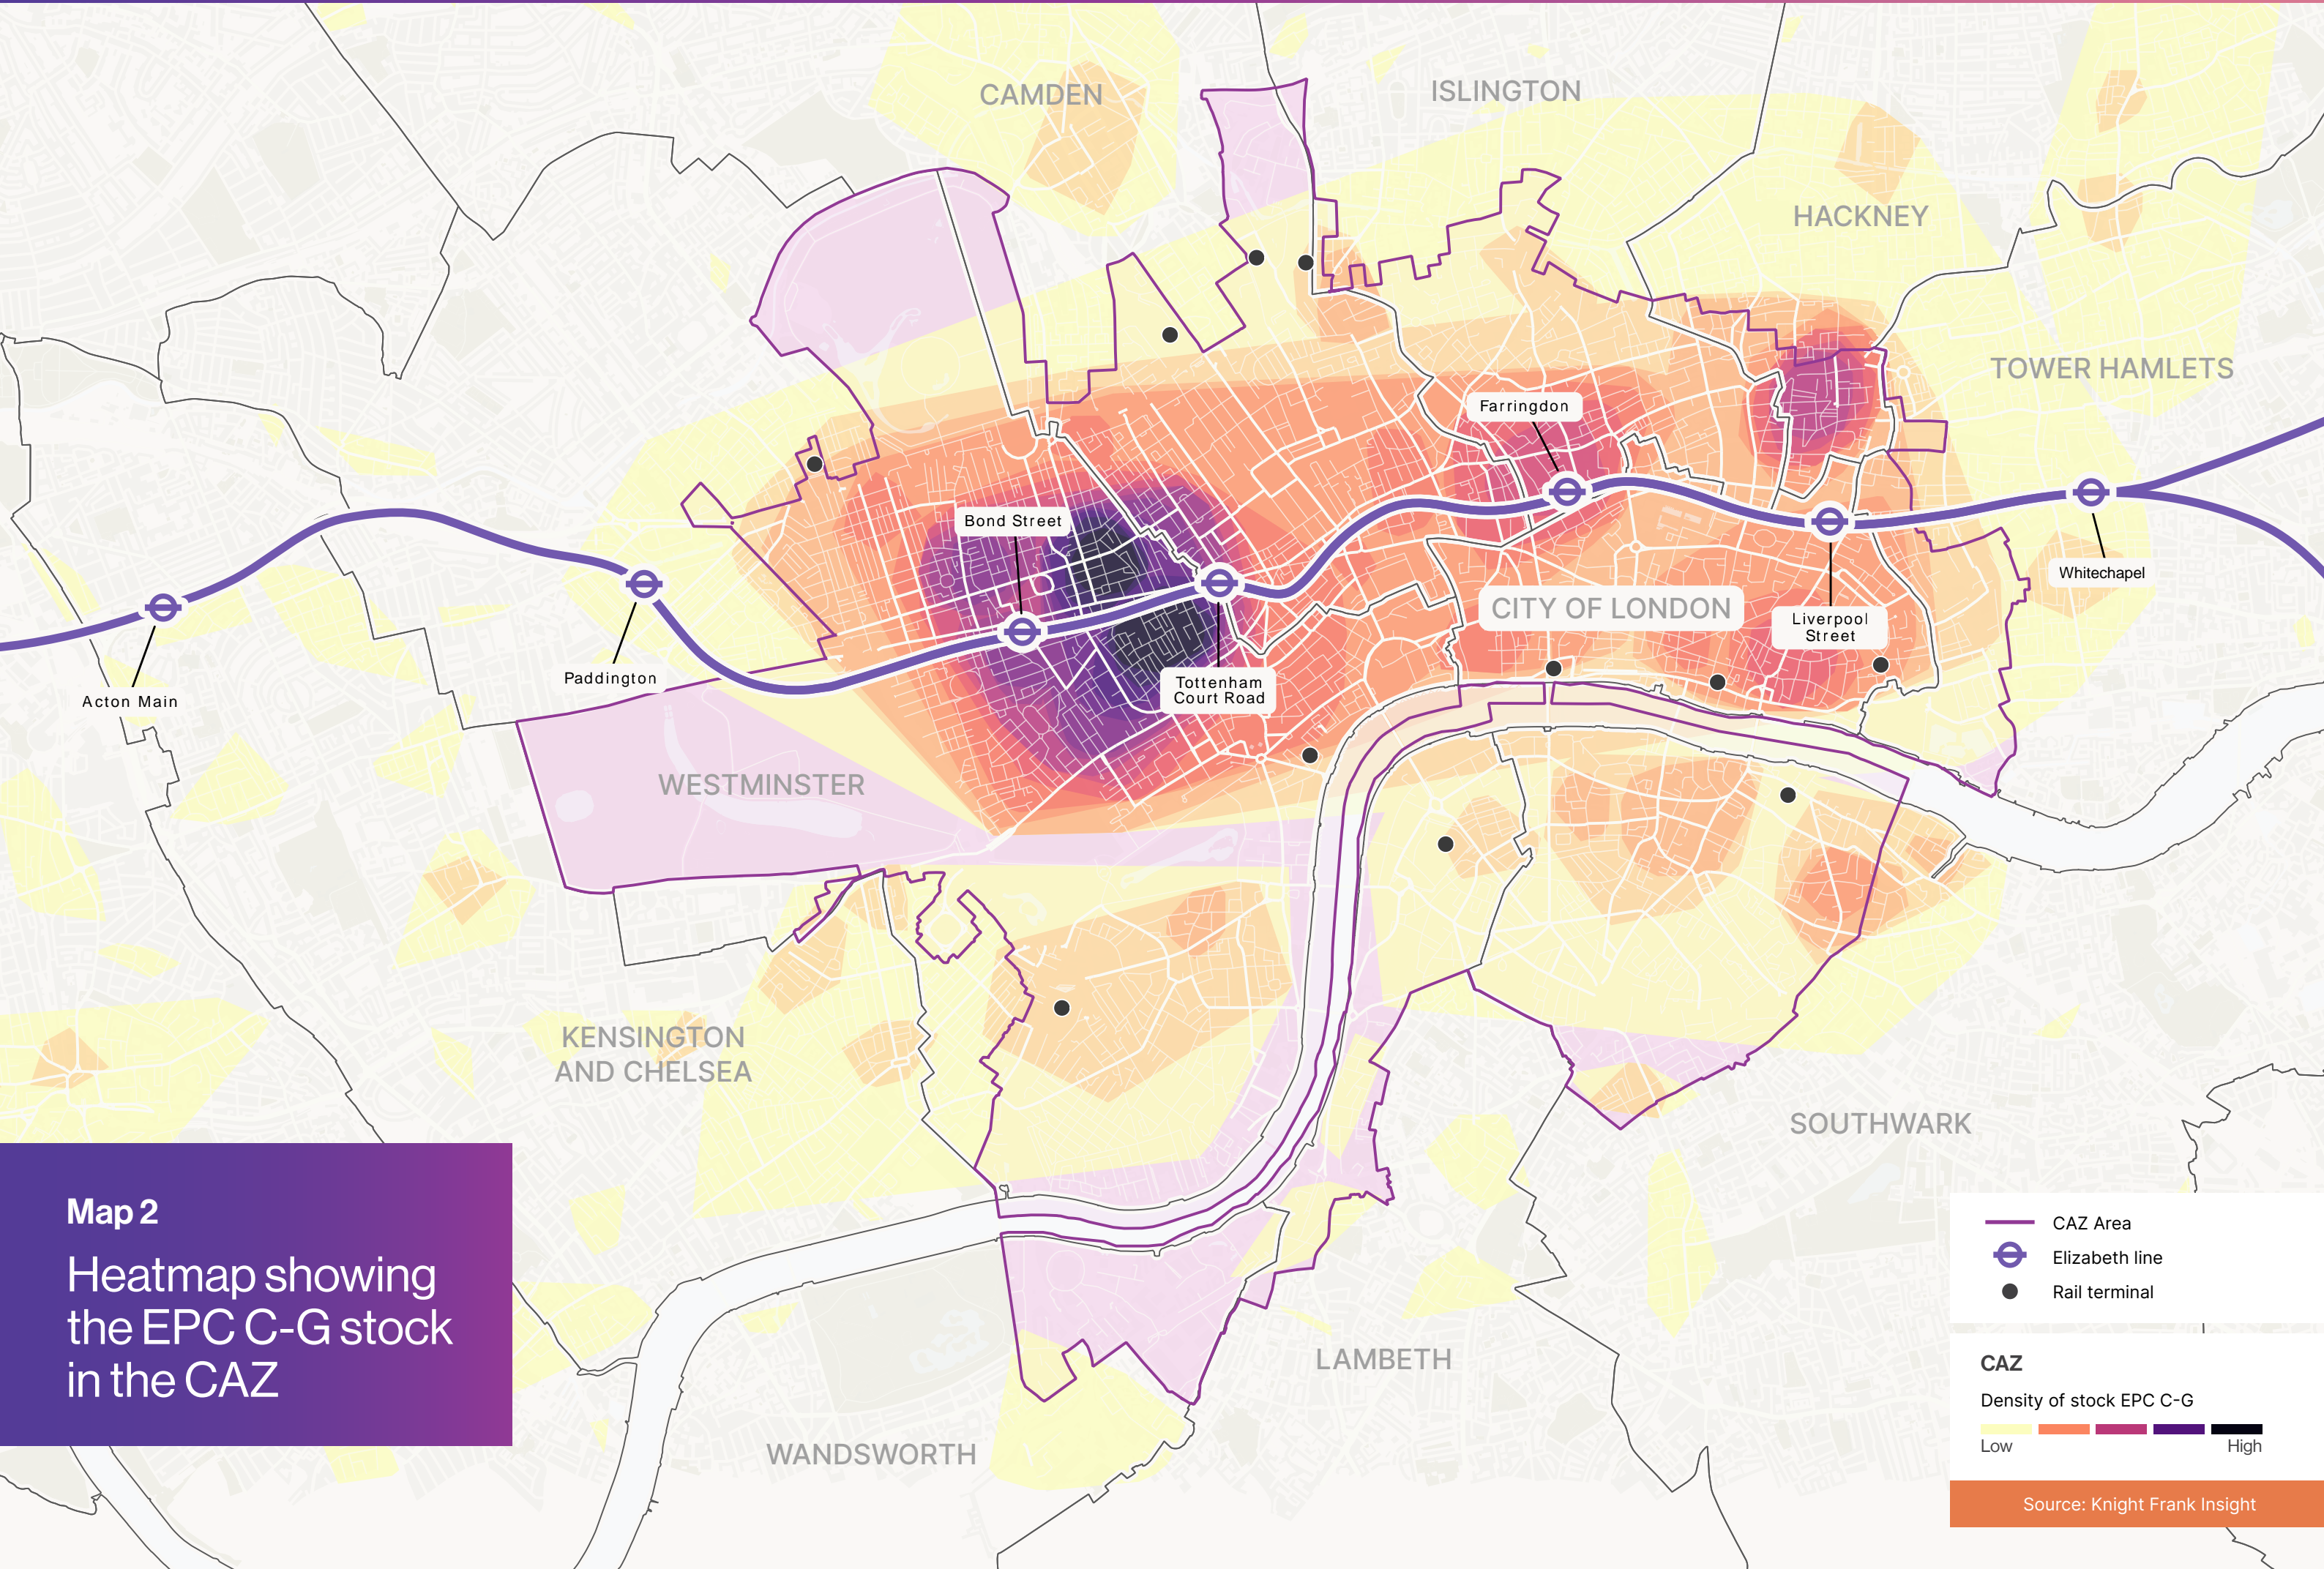 CAMDEN
ISLINGTON
HACKNEY
TOWER HAMLETS
Farringdon
Bond Street
Whitechapel
CITY OF LONDON
Liverpool
Street
Paddington
Tottenham
Court Road
Acton Main
WESTMINSTER
KENSINGTON
AND CHELSEA
SOUTHWARK
LAMBETH
WANDSWORTH
Map 2
Heatmap showing
the EPC C-G stock
in the CAZ
CAZ Area
Elizabeth line
Rail terminal
CAZ
Density of stock EPC C-G
Low High
Source: Knight Frank Insight